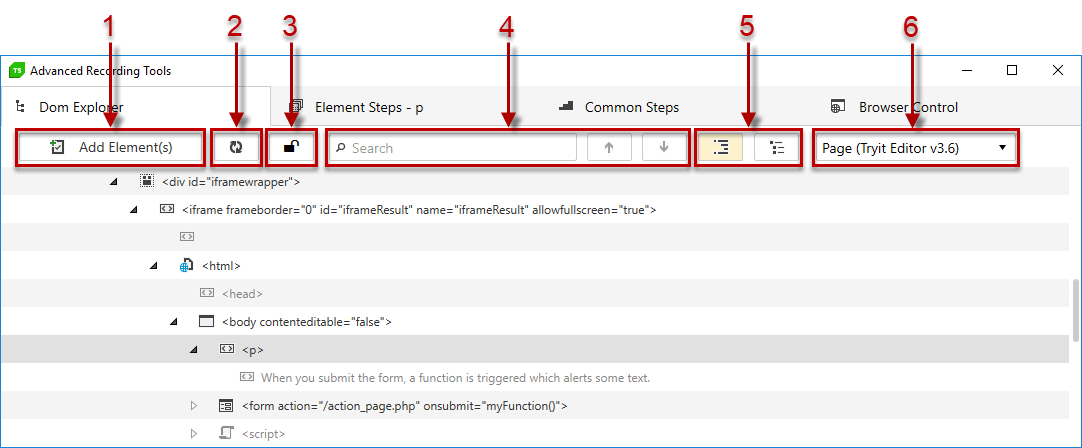 1 2 3 4 5 6
TS Advanced Recording Tools
Dom Explorer Element Steps - p Common Steps Browser Control
Add Element(s) Search Page (Tryit Editor v3.6)
<div id="iframewrapper">
<iframe frameborder="0" id="iframeResult" name="iframeResult" allowfullscreen="true">
<html>
<head>
<body contenteditable="false">
<p>
When you submit the form, a function is triggered which alerts some text.
<form action="/action_page.php" onsubmit="myFunction()">
<script>